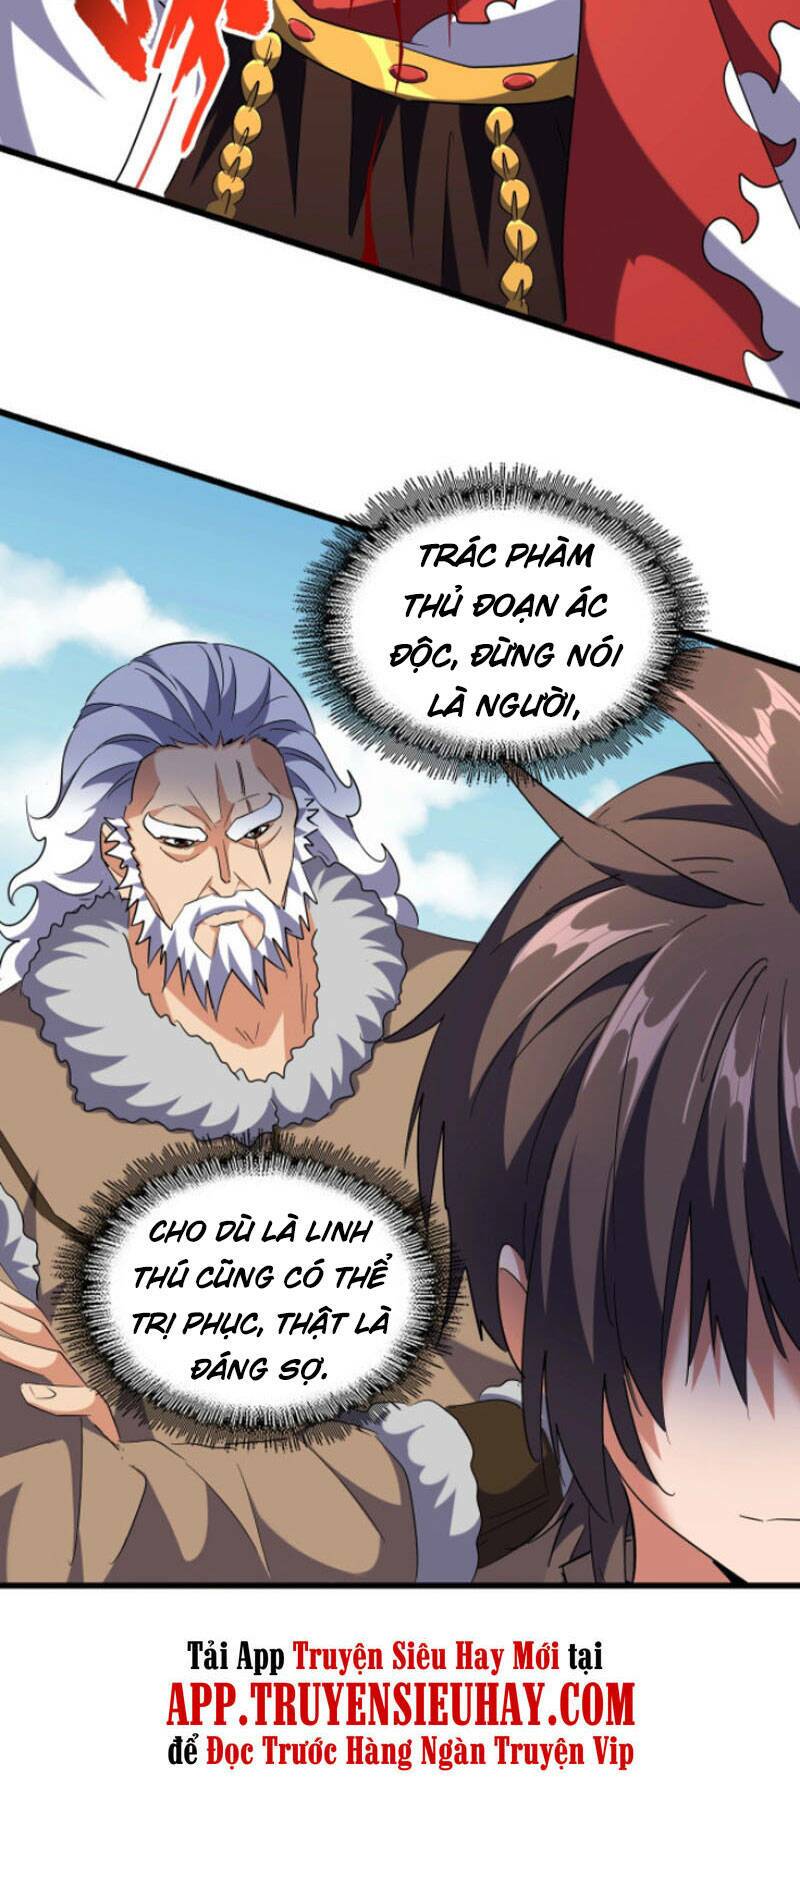 TRÁC PHÀM
THỦ ĐOẠN ÁC
ĐỘC, ĐỪNG NÓI
LÀ NGƯỜI,
CHO DÙ LÀ LINH
THÚ CŨNG CÓ THỂ
TRỊ PHỤC, THẬT LÀ
ĐÁNG SỢ.
Tải App Truyện Siêu Hay Mới tại
APP.TRUYENSIEUHAY.COM
để Đọc Trước Hàng Ngàn Truyện Vip